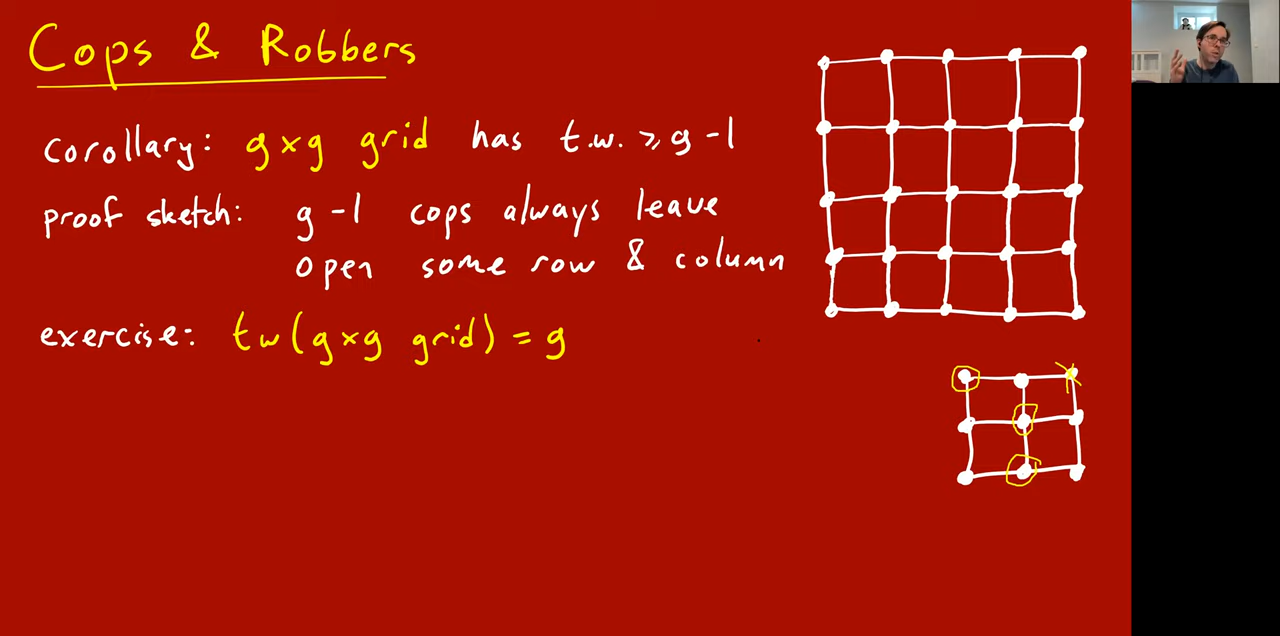 Cops & Robbers
corollary: g×g grid has t.w. ⩾ g-1
proof sketch: g-1 cops always leave
open some row & column
exercise: tw(g×g grid) = g